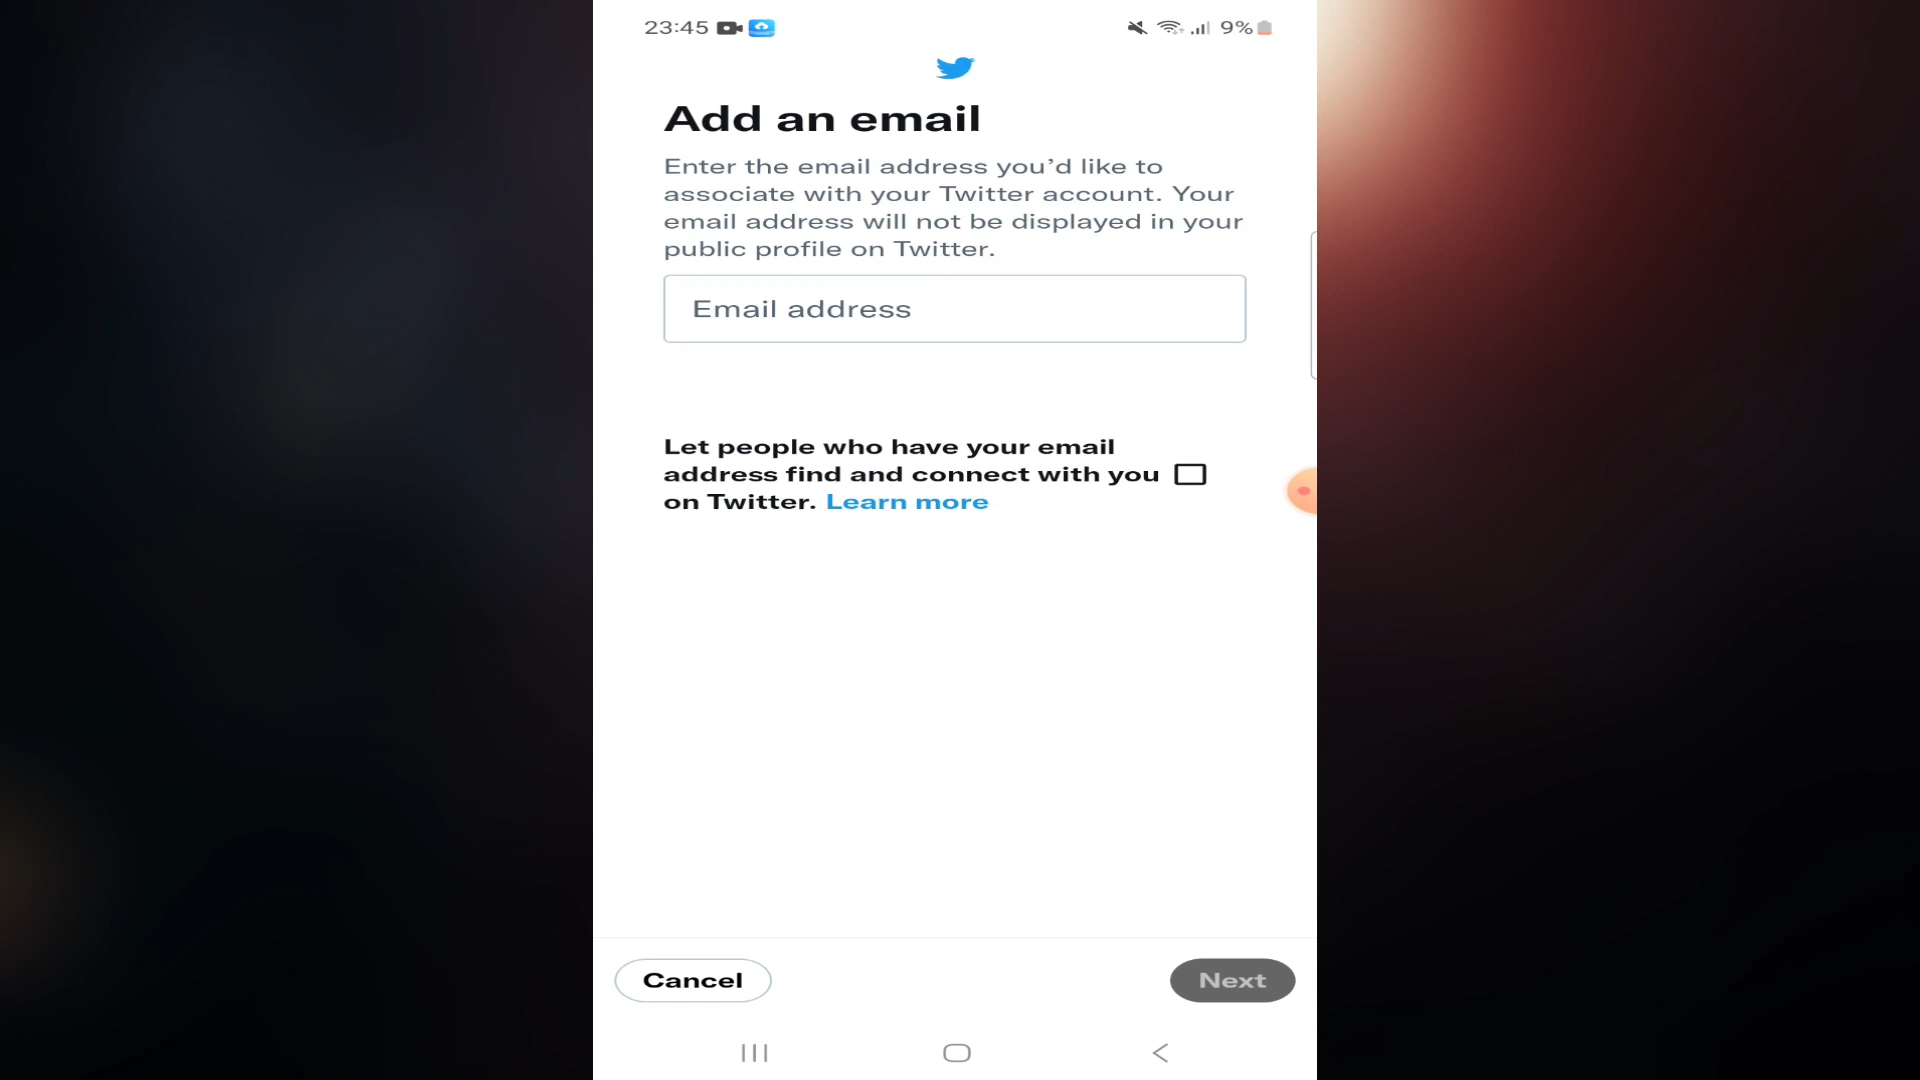 23:45
9%
Add an email
Enter the email address you’d like to
associate with your Twitter account. Your
email address will not be displayed in your
public profile on Twitter.
Email address
Let people who have your email
address find and connect with you
on Twitter. Learn more
Cancel
Next